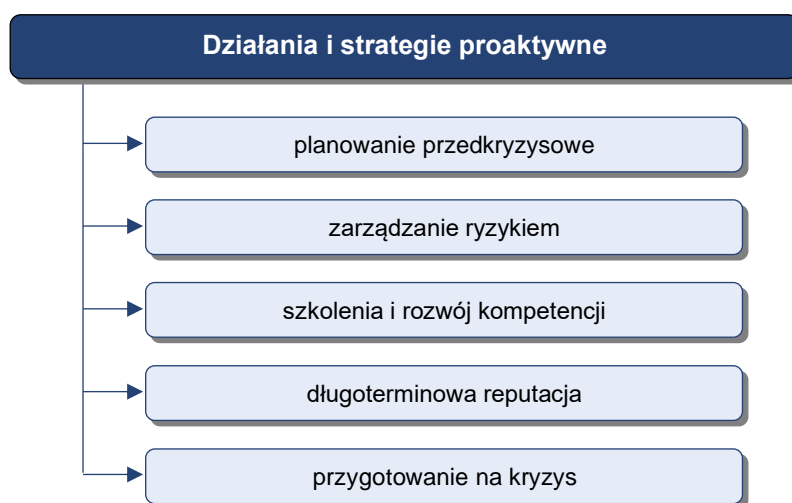 Działania i strategie proaktywne
planowanie przedkryzysowe
zarządzanie ryzykiem
szkolenia i rozwój kompetencji
długoterminowa reputacja
przygotowanie na kryzys